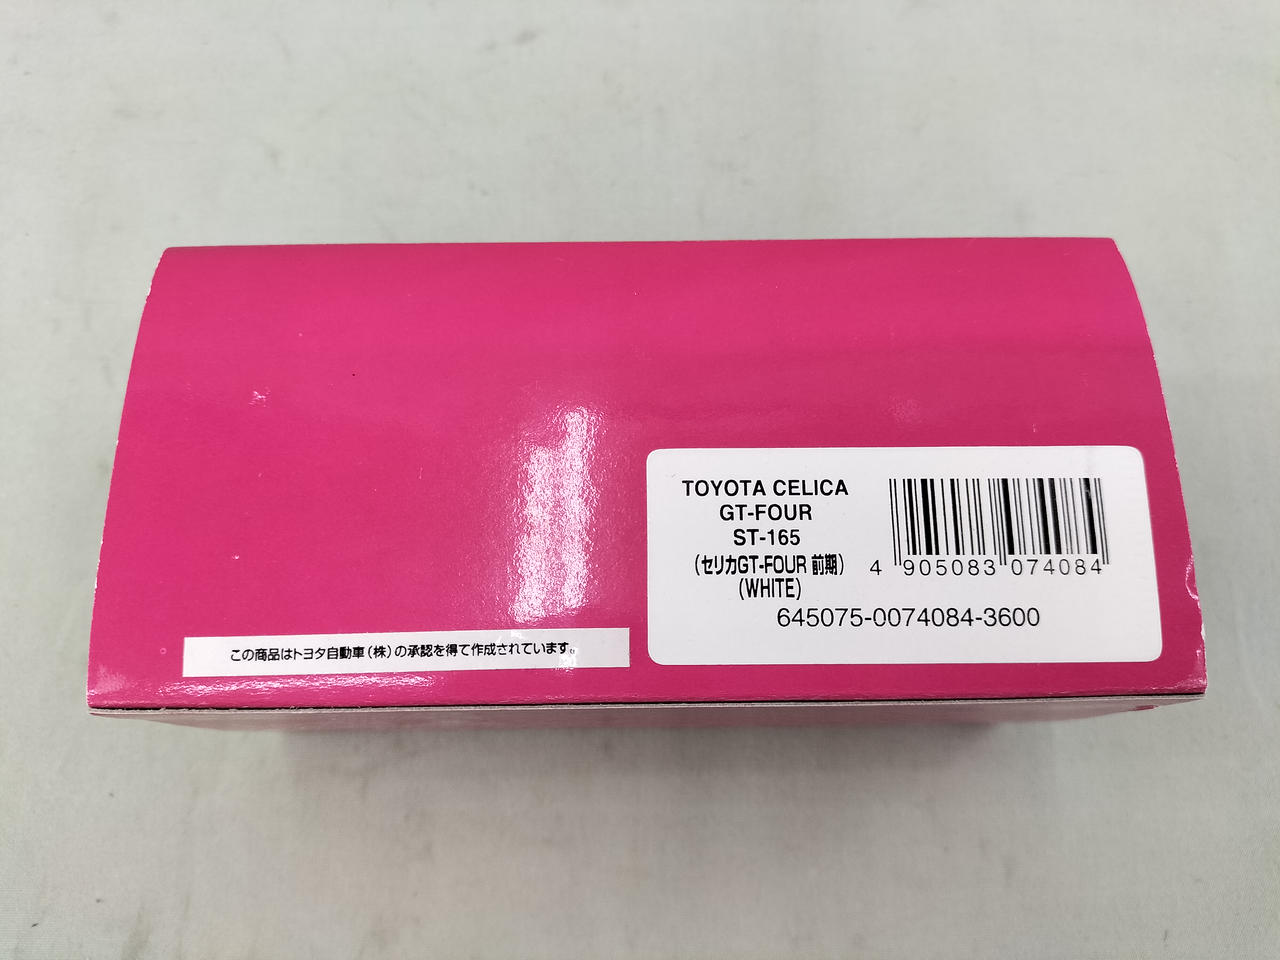 TOYOTA CELICA
GT-FOUR
ST-165
(セリカGT-FOUR 前期)
(WHITE)
4 905083 074084
645075-0074084-3600
この商品はトヨタ自動車(株)の承認を得て作成されています。